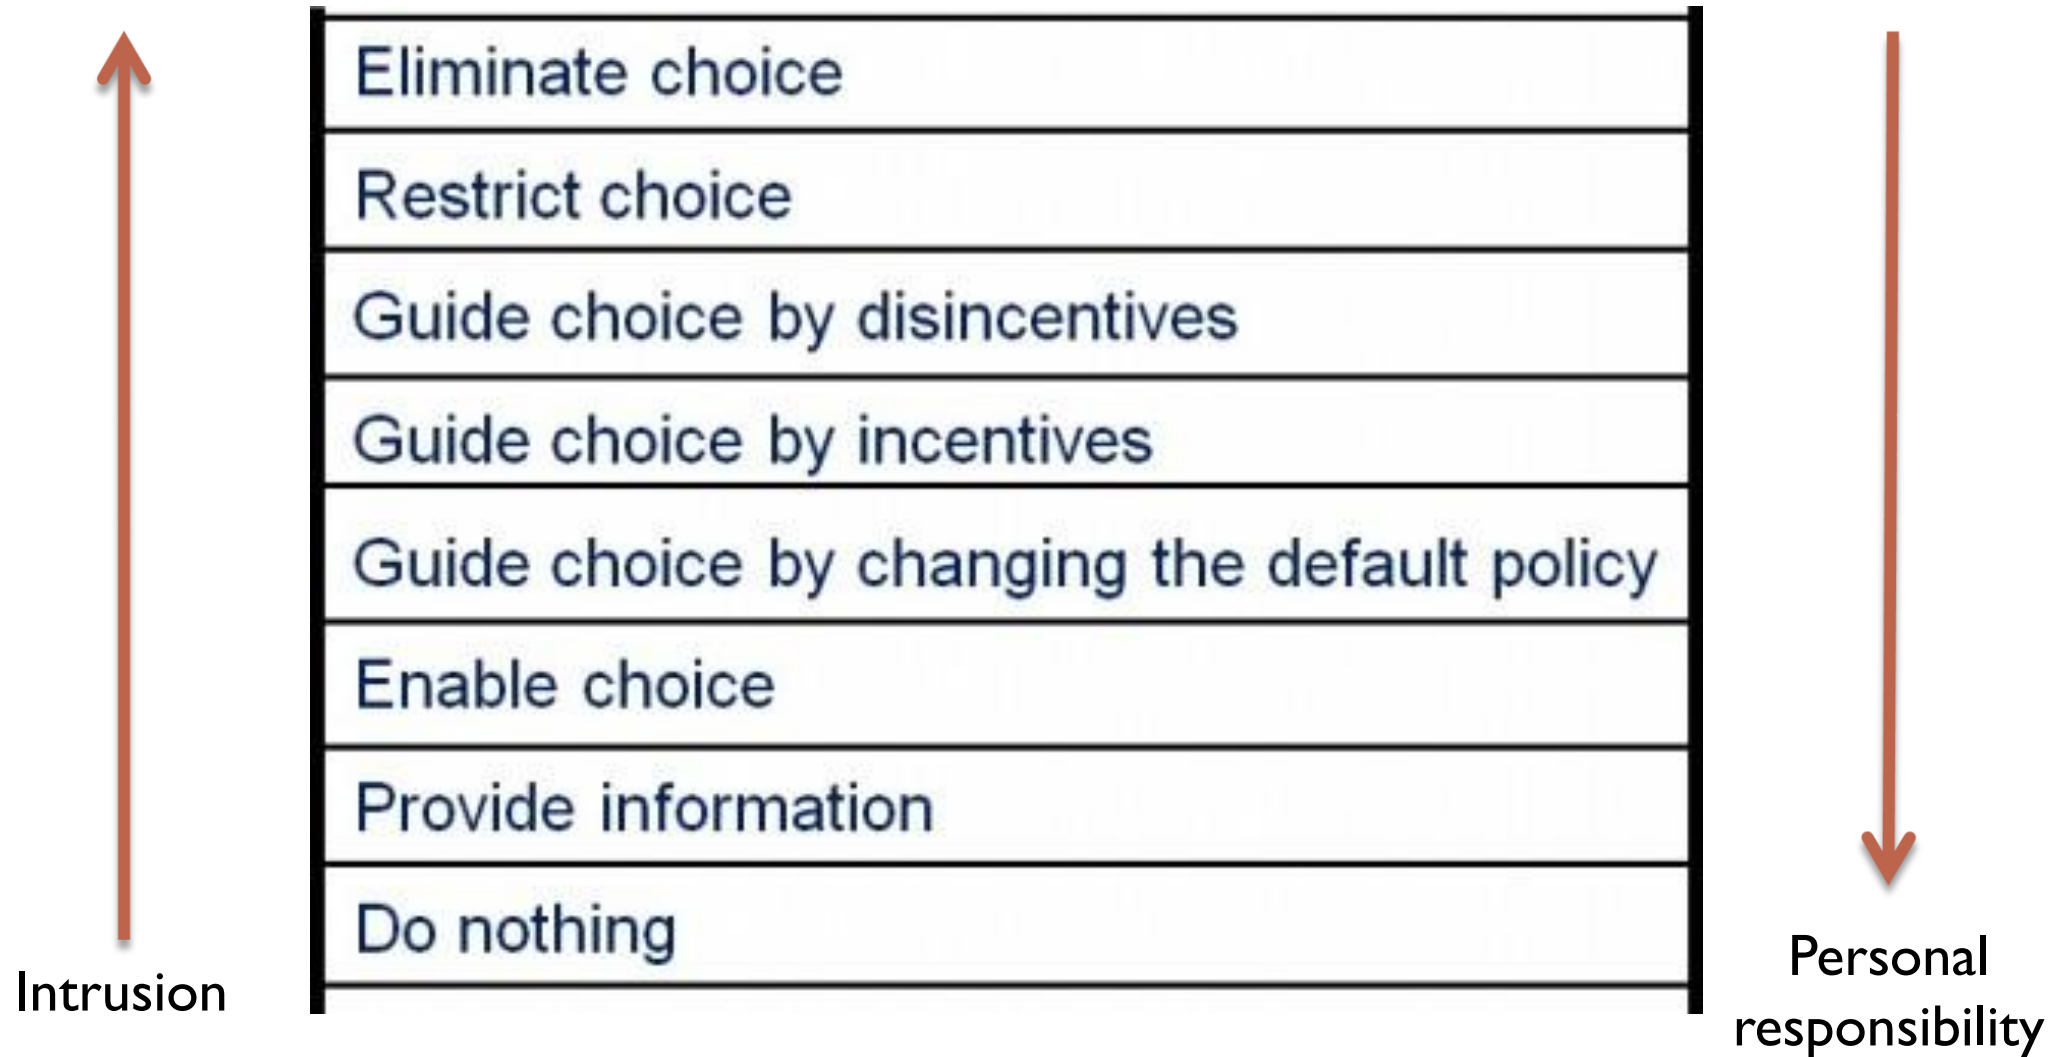 Eliminate choice
Restrict choice
Guide choice by disincentives
Guide choice by incentives
Guide choice by changing the default policy
Enable choice
Provide information
Do nothing
Intrusion
Personal
responsibility